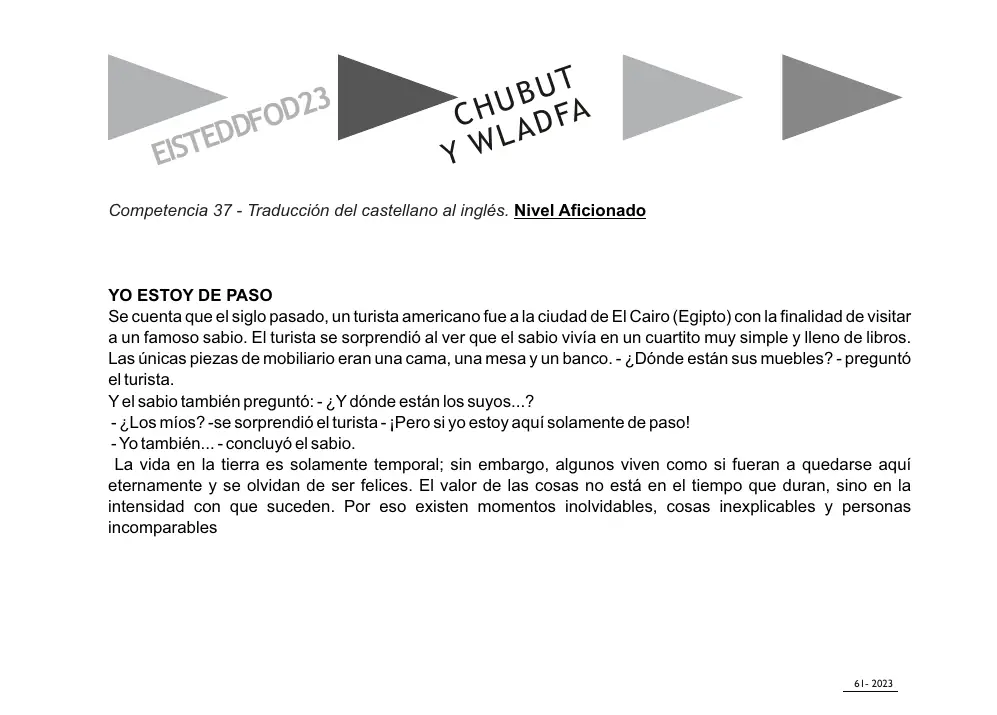 EISTEDDFOD23
CHUBUT
Y WLADFA
Competencia 37 - Traducción del castellano al inglés. Nivel Aficionado
YO ESTOY DE PASO
Se cuenta que el siglo pasado, un turista americano fue a la ciudad de El Cairo (Egipto) con la finalidad de visitar
a un famoso sabio. El turista se sorprendió al ver que el sabio vivía en un cuartito muy simple y lleno de libros.
Las únicas piezas de mobiliario eran una cama, una mesa y un banco. - ¿Dónde están sus muebles? - preguntó
el turista.
Y el sabio también preguntó: - ¿Y dónde están los suyos...?
- ¿Los míos? -se sorprendió el turista - ¡Pero si yo estoy aquí solamente de paso!
- Yo también... - concluyó el sabio.
La vida en la tierra es solamente temporal; sin embargo, algunos viven como si fueran a quedarse aquí
eternamente y se olvidan de ser felices. El valor de las cosas no está en el tiempo que duran, sino en la
intensidad con que suceden. Por eso existen momentos inolvidables, cosas inexplicables y personas
incomparables
61- 2023